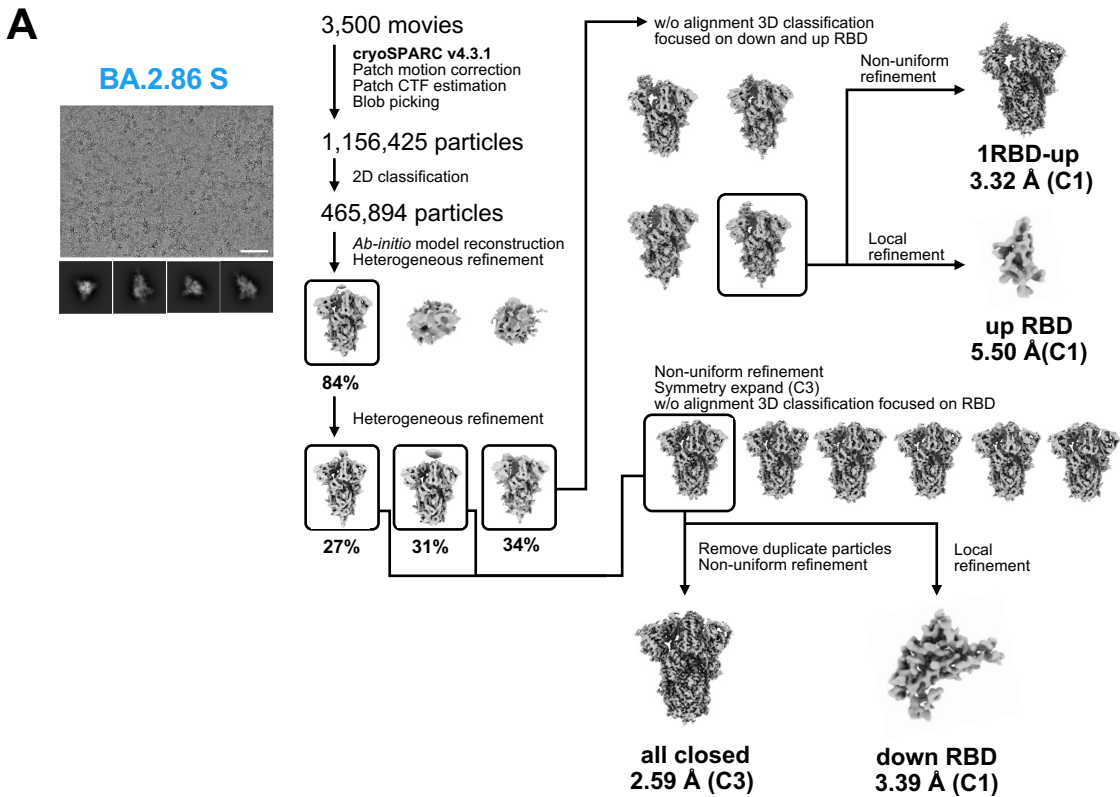 A
BA.2.86 S
3,500 movies
cryoSPARC v4.3.1
Patch motion correction
Patch CTF estimation
Blob picking
1,156,425 particles
2D classification
465,894 particles
Ab-initio model reconstruction
Heterogeneous refinement
84%
Heterogeneous refinement
27%
31%
34%
w/o alignment 3D classification
focused on down and up RBD
Non-uniform
refinement
1RBD-up
3.32 Å (C1)
Local
refinement
up RBD
5.50 Å(C1)
Non-uniform refinement
Symmetry expand (C3)
w/o alignment 3D classification focused on RBD
Remove duplicate particles
Non-uniform refinement
Local
refinement
all closed
2.59 Å (C3)
down RBD
3.39 Å (C1)